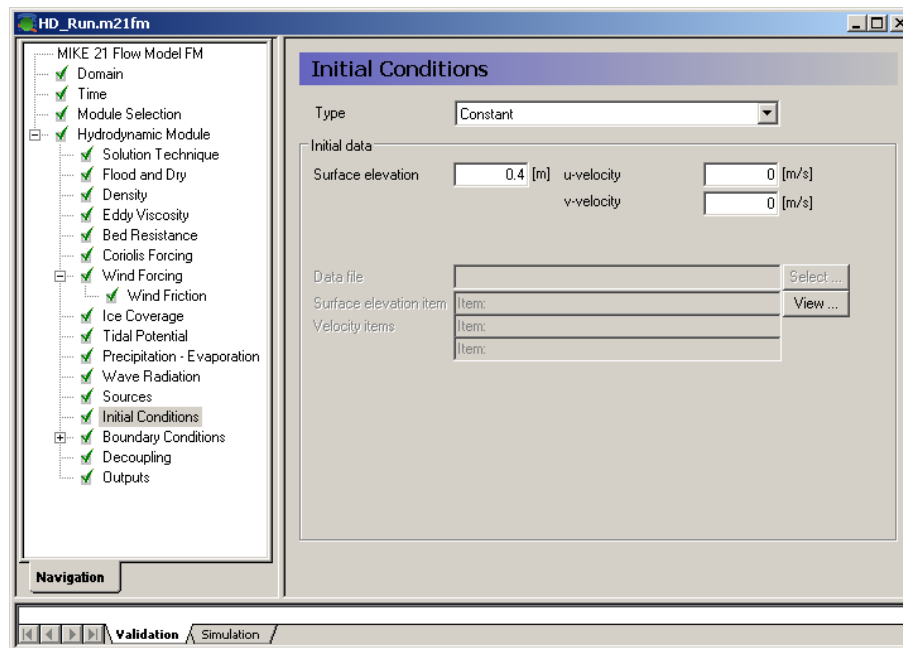 HD_Run.m21fm
MIKE 21 Flow Model FM
Domain
Time
Module Selection
Hydrodynamic Module
Solution Technique
Flood and Dry
Density
Eddy Viscosity
Bed Resistance
Coriolis Forcing
Wind Forcing
Wind Friction
Ice Coverage
Tidal Potential
Precipitation - Evaporation
Wave Radiation
Sources
Initial Conditions
Boundary Conditions
Decoupling
Outputs
Navigation
Initial Conditions
Type Constant
Initial data
Surface elevation 0.4 [m] u-velocity 0 [m/s]
v-velocity 0 [m/s]
Data file Select ...
Surface elevation item Item: View ...
Velocity items Item:
Item:
Validation Simulation